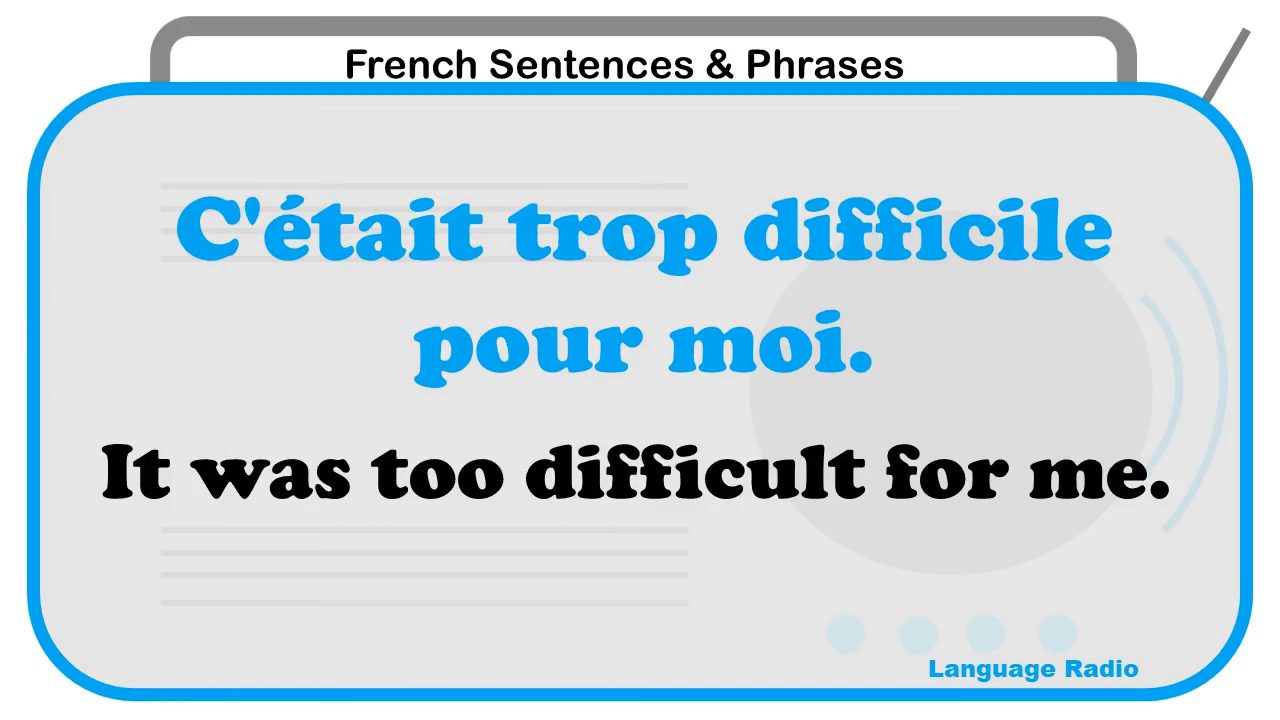 French Sentences & Phrases
C'était trop difficile
pour moi.
It was too difficult for me.
Language Radio